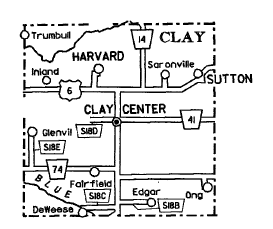 Trumbull
14
CLAY
HARVARD
Inland
Saronville
SUTTON
6
CLAY CENTER
41
S18D
Glenvil
S18E
74
Fairfield
BLUE
S18C
Edgar
Ong
DeWeese
S18B